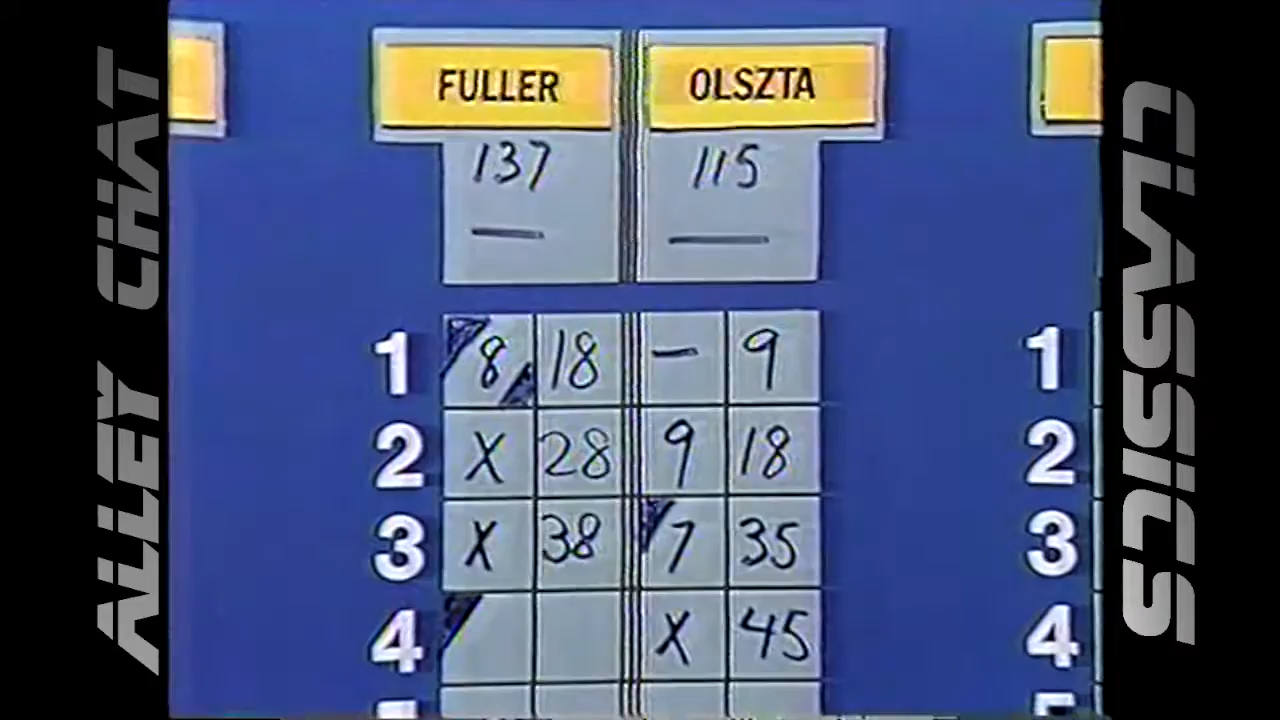 ALLEY CHAT
FULLER OLSZTA
137 115
— —
1 8 18 — 9 1
2 X 28 9 18 2
3 X 38 7 35 3
4 X 45 4
CLASSICS